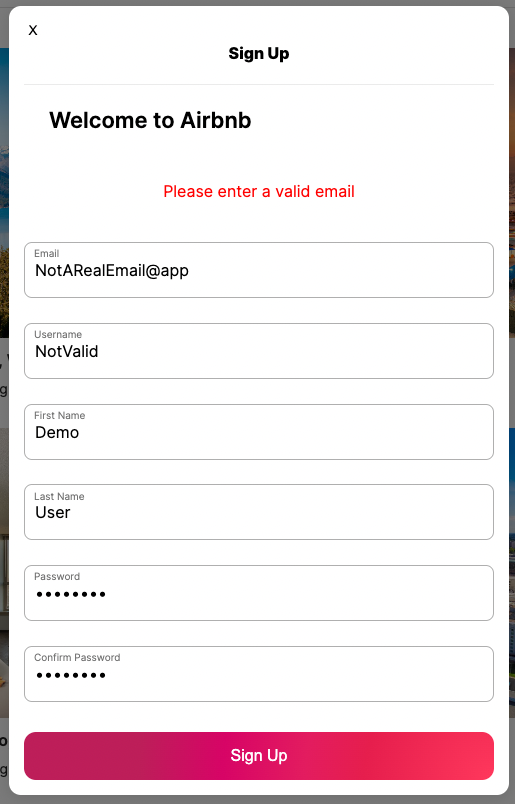 X
Sign Up
Welcome to Airbnb
Please enter a valid email
Email
NotARealEmail@app
Username
NotValid
First Name
Demo
Last Name
User
Password
••••••••
Confirm Password
••••••••
Sign Up